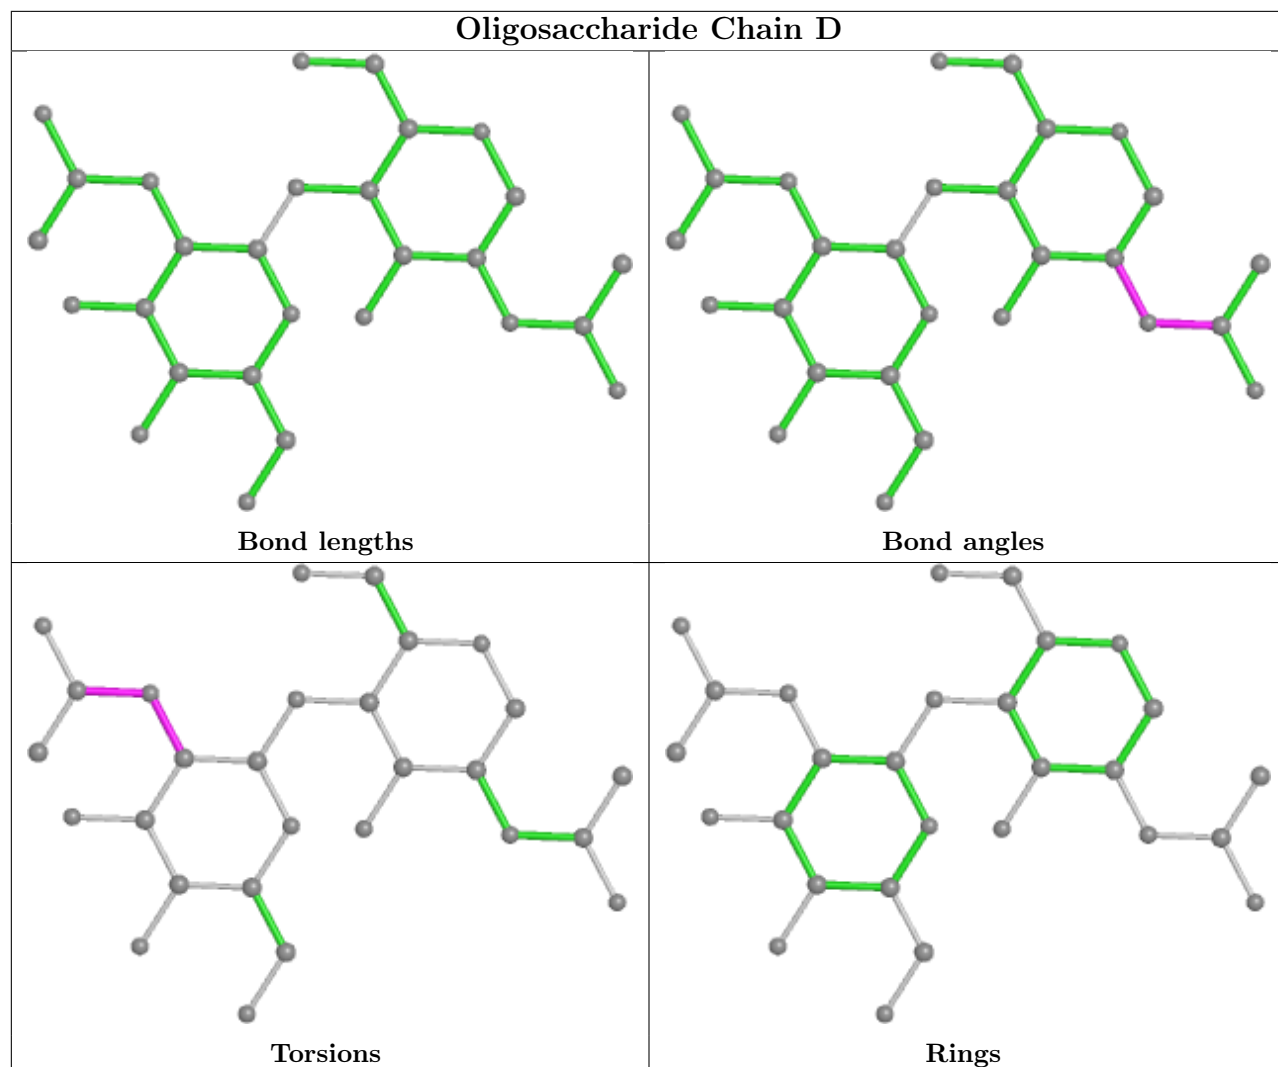 Oligosaccharide Chain D
Bond lengths
Bond angles
Torsions
Rings